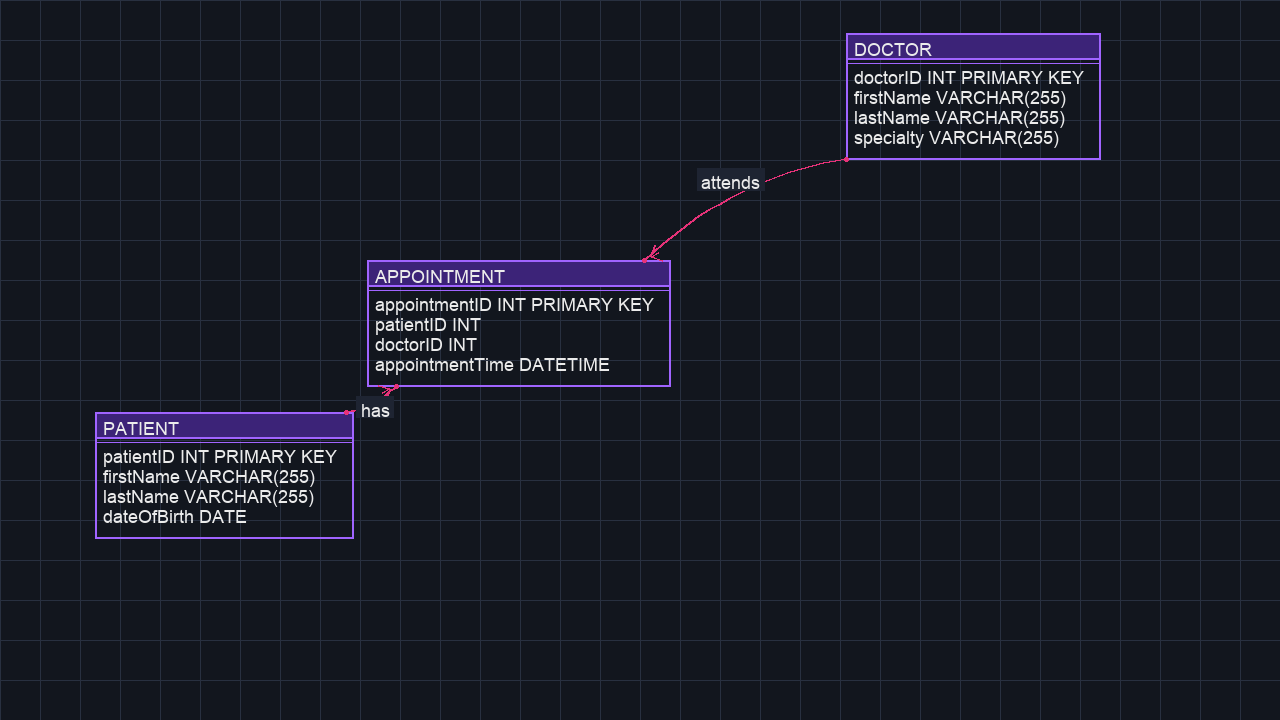 DOCTOR
doctorID INT PRIMARY KEY
firstName VARCHAR(255)
lastName VARCHAR(255)
specialty VARCHAR(255)
attends
APPOINTMENT
appointmentID INT PRIMARY KEY
patientID INT
doctorID INT
appointmentTime DATETIME
has
PATIENT
patientID INT PRIMARY KEY
firstName VARCHAR(255)
lastName VARCHAR(255)
dateOfBirth DATE